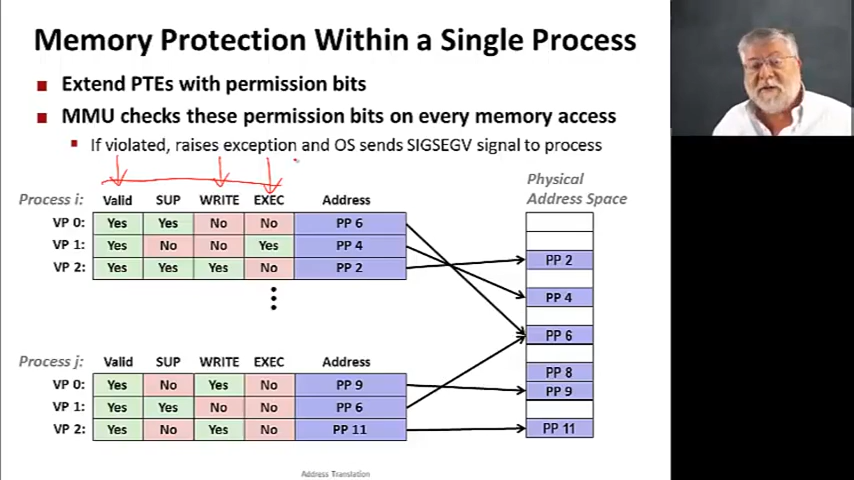 Memory Protection Within a Single Process
Extend PTEs with permission bits
MMU checks these permission bits on every memory access
If violated, raises exception and OS sends SIGSEGV signal to process
Physical
Address Space
Process i: Valid SUP WRITE EXEC Address
VP 0: Yes Yes No No PP 6
VP 1: Yes No No Yes PP 4
VP 2: Yes Yes Yes No PP 2
PP 2
PP 4
PP 6
PP 8
PP 9
PP 11
Process j: Valid SUP WRITE EXEC Address
VP 0: Yes No Yes No PP 9
VP 1: Yes Yes No No PP 6
VP 2: Yes No Yes No PP 11
Address Translation